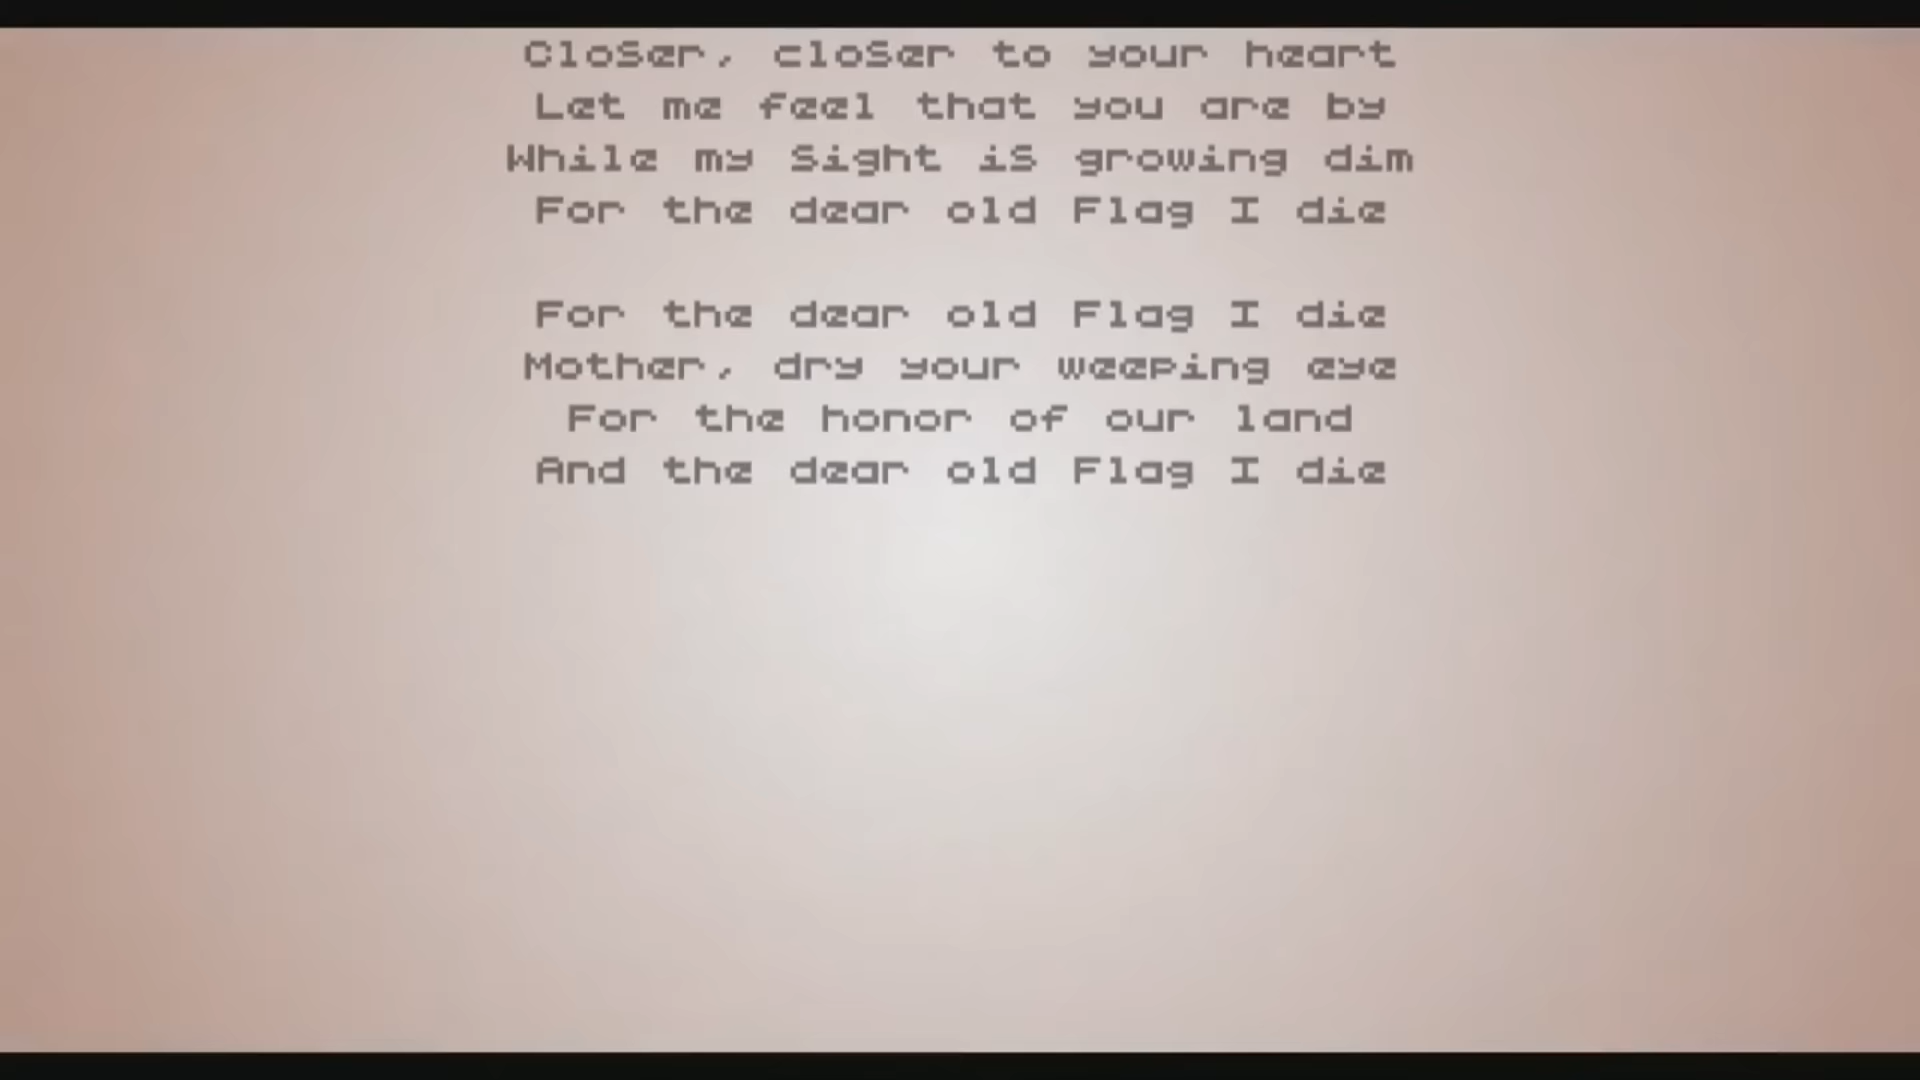 Closer, closer to your heart
Let me feel that you are by
While my Sight is growing dim
For the dear old Flag I die
For the dear old Flag I die
Mother, dry your weeping eye
For the honor of our land
And the dear old Flag I die